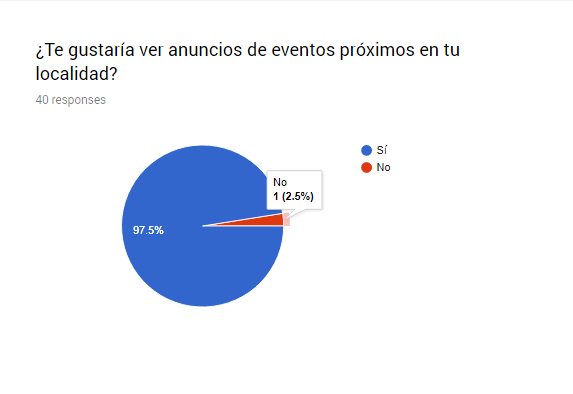 ¿Te gustaría ver anuncios de eventos próximos en tu
localidad?
40 responses
Sí
No
No
1 (2.5%)
97.5%